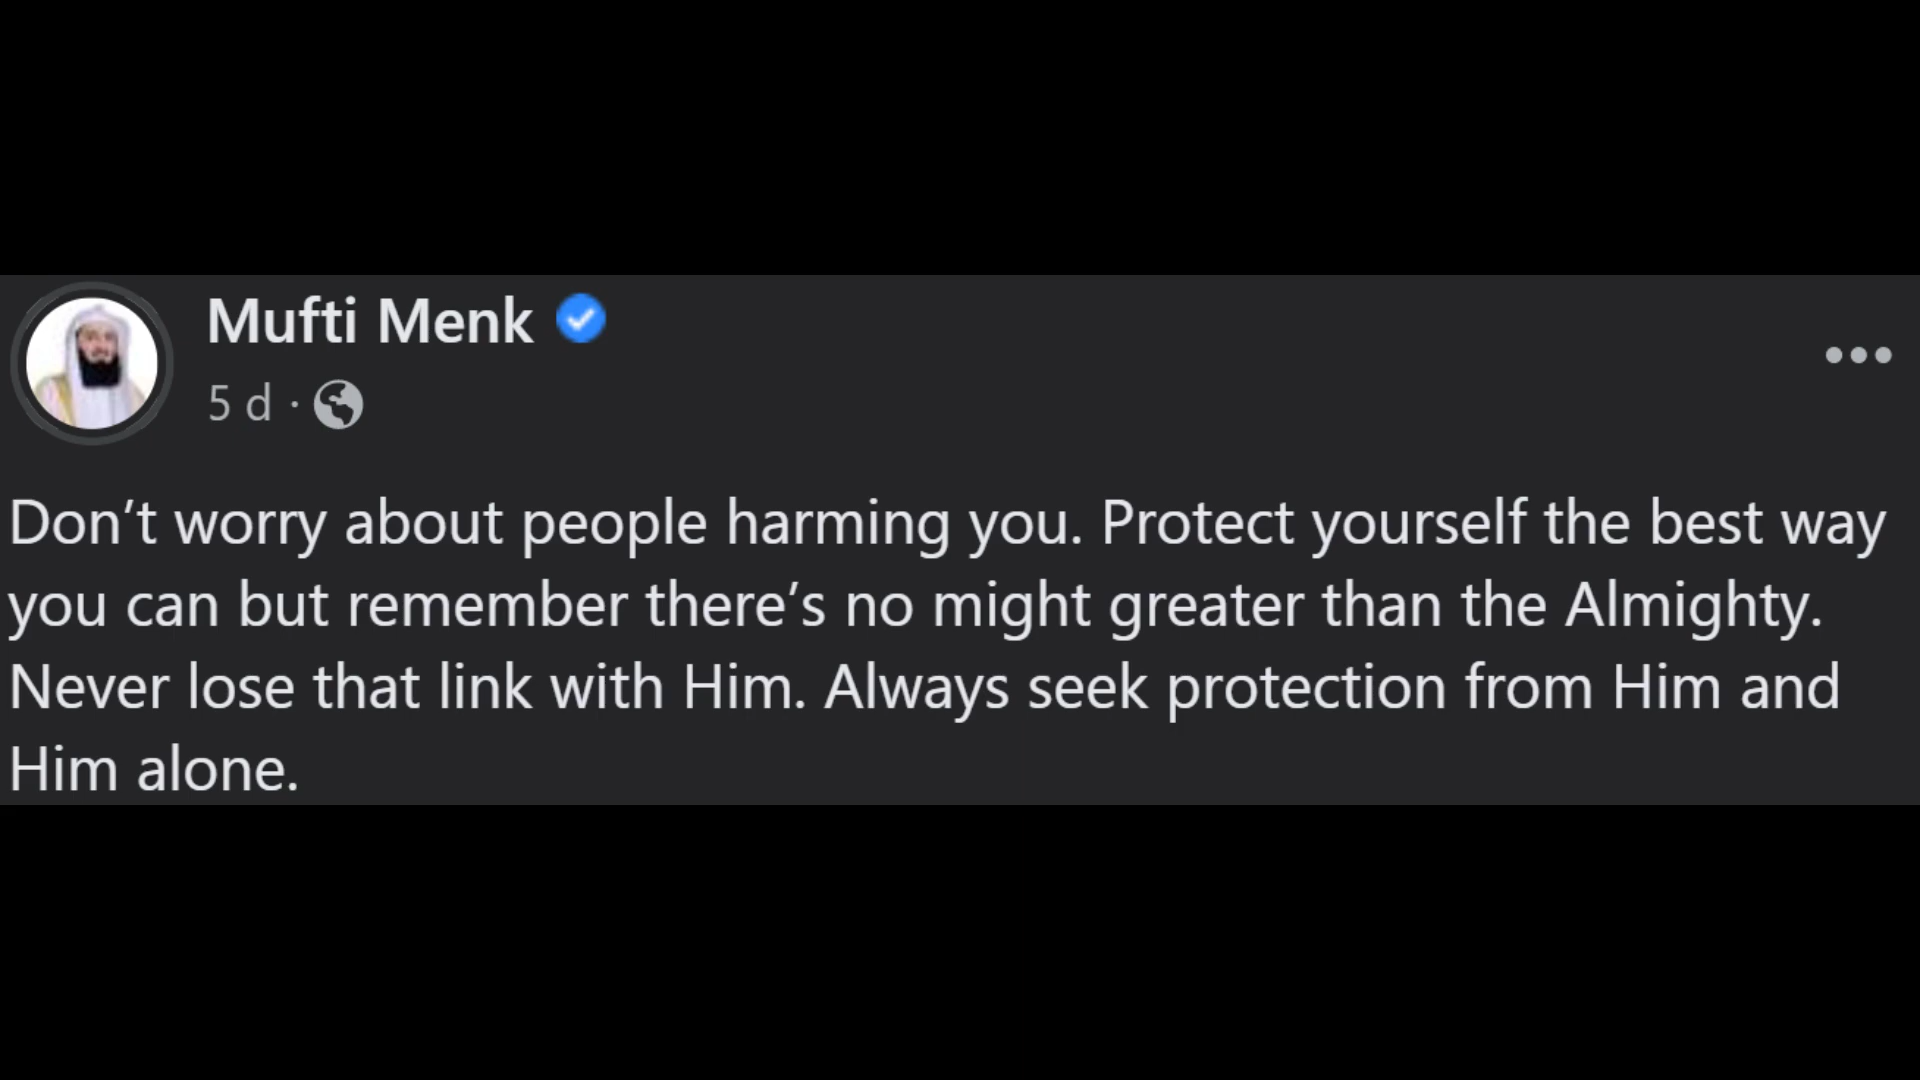 Mufti Menk
5 d ·
Don’t worry about people harming you. Protect yourself the best way
you can but remember there’s no might greater than the Almighty.
Never lose that link with Him. Always seek protection from Him and
Him alone.